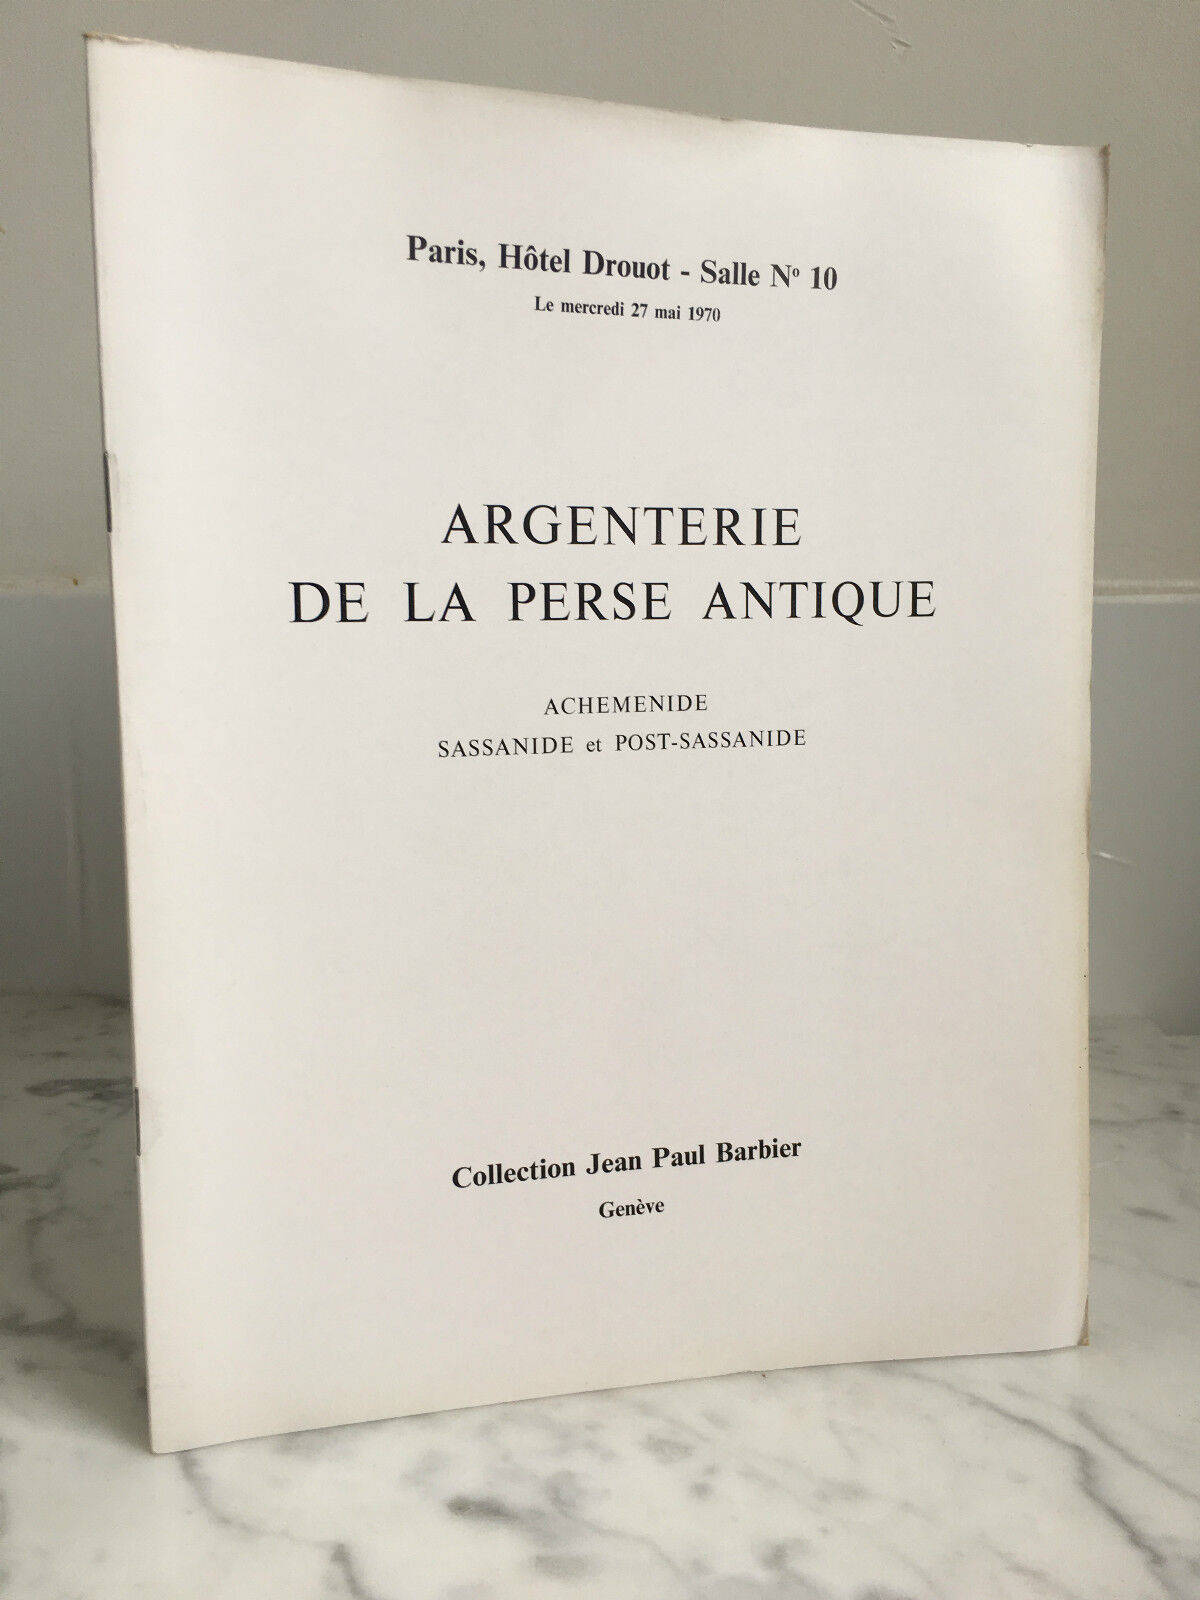 Paris, Hôtel Drouot - Salle Nº 10
Le mercredi 27 mai 1970
ARGENTERIE
DE LA PERSE ANTIQUE
ACHEMENIDE
SASSANIDE et POST-SASSANIDE
Collection Jean Paul Barbier
Genève